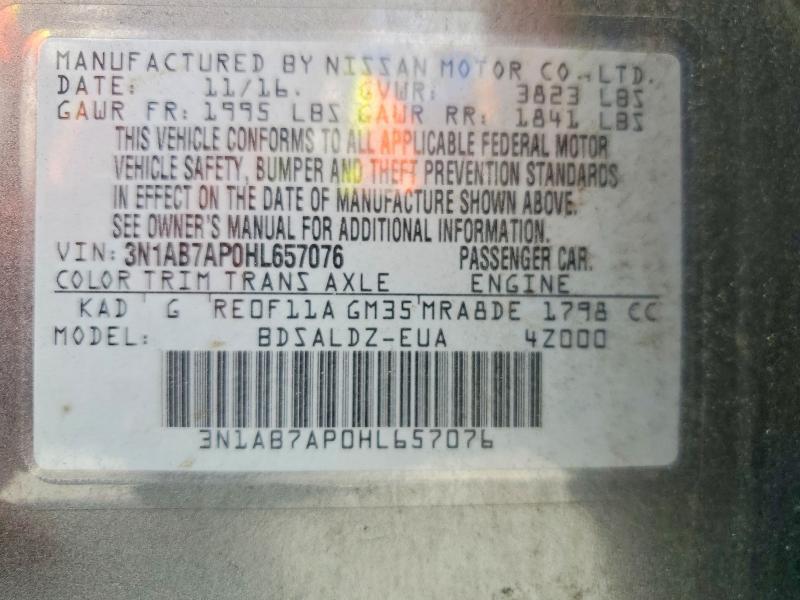 MANUFACTURED BY NISSAN MOTOR CO., LTD.
DATE: 11/16. GVWR: 3823 LBS
GAWR FR: 1995 LBS GAWR RR: 1841 LBS
THIS VEHICLE CONFORMS TO ALL APPLICABLE FEDERAL MOTOR
VEHICLE SAFETY, BUMPER AND THEFT PREVENTION STANDARDS
IN EFFECT ON THE DATE OF MANUFACTURE SHOWN ABOVE.
SEE OWNER'S MANUAL FOR ADDITIONAL INFORMATION.
VIN: 3N1AB7AP0HL657076 PASSENGER CAR.
COLOR TRIM TRANS AXLE ENGINE
KAD G RE0F11A GM35 MRA8DE 1798 CC
MODEL: BDSALDZ-EUA 4Z000
3N1AB7AP0HL657076